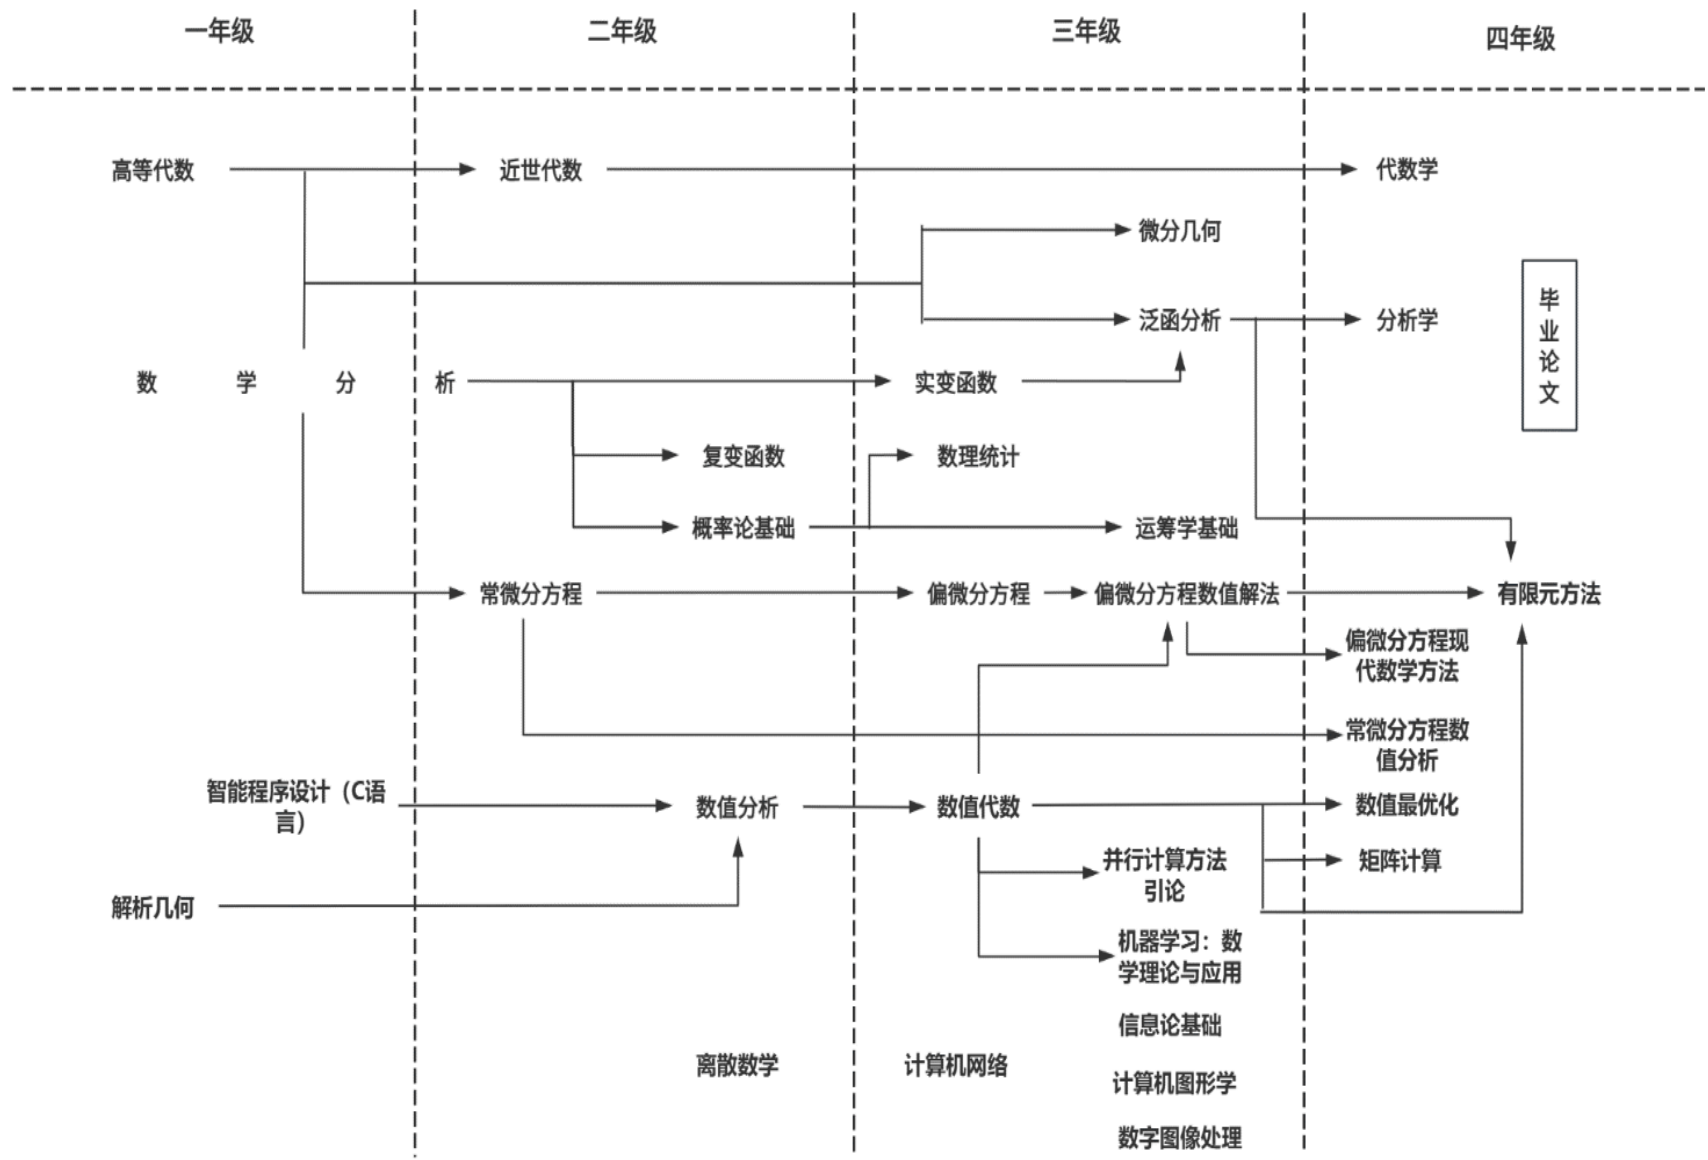 一年级
二年级
三年级
四年级
高等代数
近世代数
代数学
微分几何
泛函分析
分析学
毕
业
论
文
数 学 分 析
实变函数
复变函数
数理统计
概率论基础
运筹学基础
常微分方程
偏微分方程
偏微分方程数值解法
有限元方法
偏微分方程现
代数学方法
常微分方程数
值分析
智能程序设计（C语
言）
数值分析
数值代数
数值最优化
并行计算方法
引论
矩阵计算
解析几何
机器学习：数
学理论与应用
信息论基础
离散数学
计算机网络
计算机图形学
数字图像处理